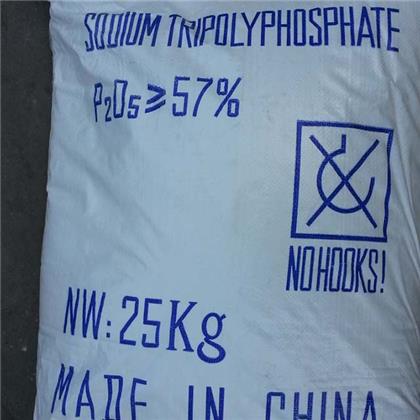 SODIUM TRIPOLYPHOSPHATE
P₂O₅≥57%
NO HOOKS!
NW: 25Kg
MADE IN CHINA